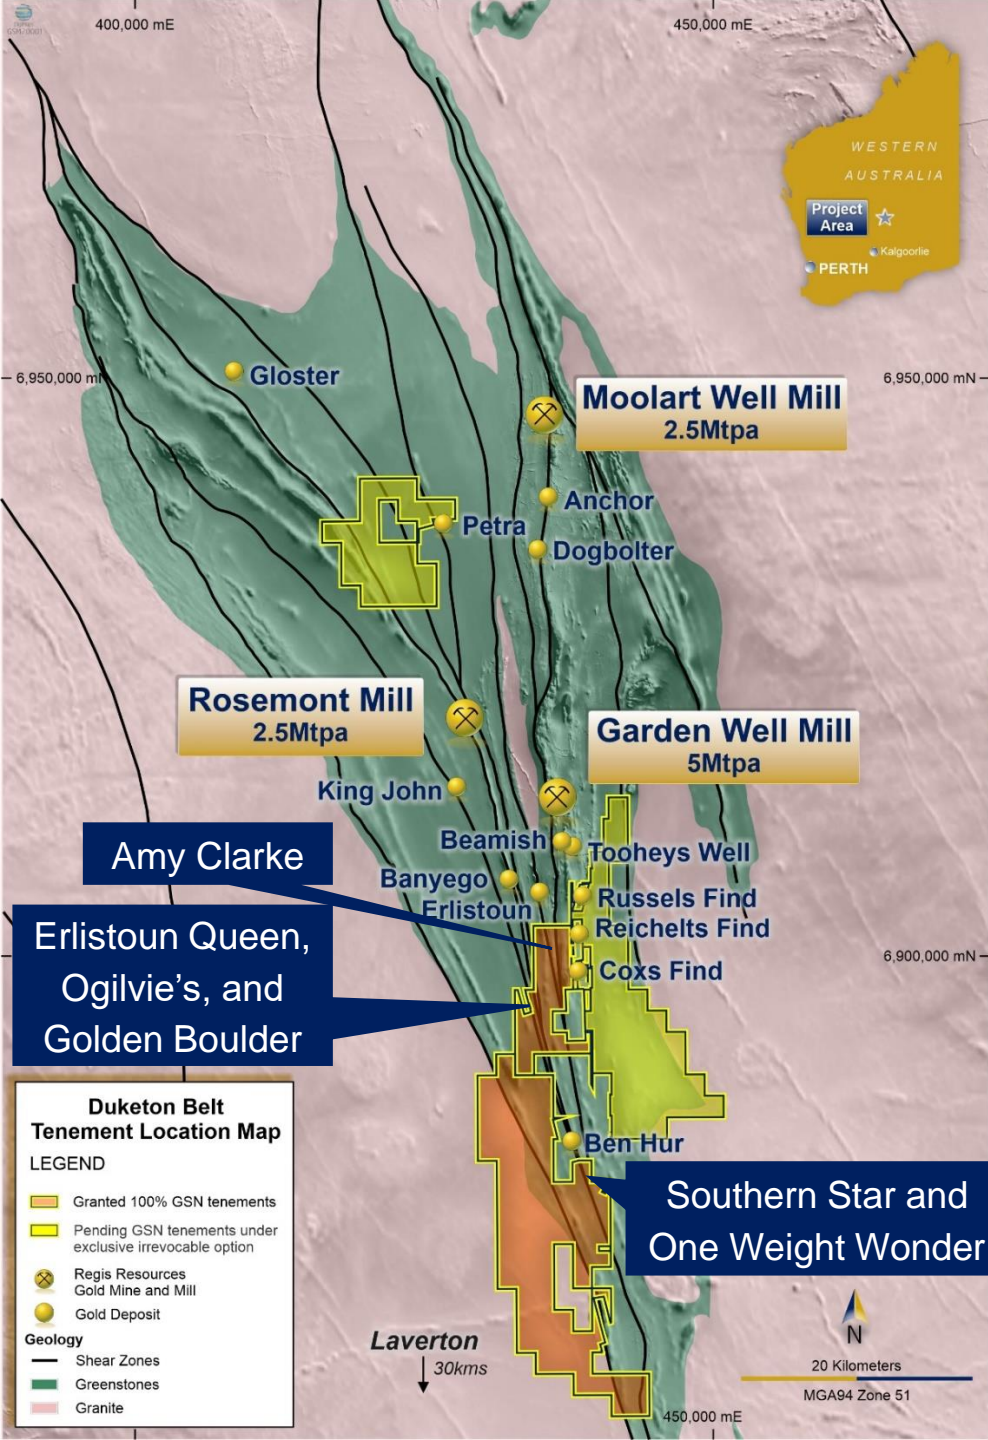 400,000 mE
450,000 mE
WESTERN
AUSTRALIA
Project
Area
Kalgoorlie
PERTH
6,950,000 mN
6,950,000 mN
Gloster
Moolart Well Mill
2.5Mtpa
Anchor
Petra
Dogbolter
Rosemont Mill
2.5Mtpa
Garden Well Mill
5Mtpa
King John
Beamish
Tooheys Well
Amy Clarke
Banyego
Erlistoun
Russels Find
Reichelts Find
Erlistoun Queen,
Ogilvie's, and
Golden Boulder
6,900,000 mN
Coxs Find
Duketon Belt
Tenement Location Map
LEGEND
Granted 100% GSN tenements
Pending GSN tenements under
exclusive irrevocable option
Regis Resources
Gold Mine and Mill
Gold Deposit
Geology
Shear Zones
Greenstones
Granite
Ben Hur
Southern Star and
One Weight Wonder
Laverton
30kms
N
20 Kilometers
MGA94 Zone 51
450,000 mE